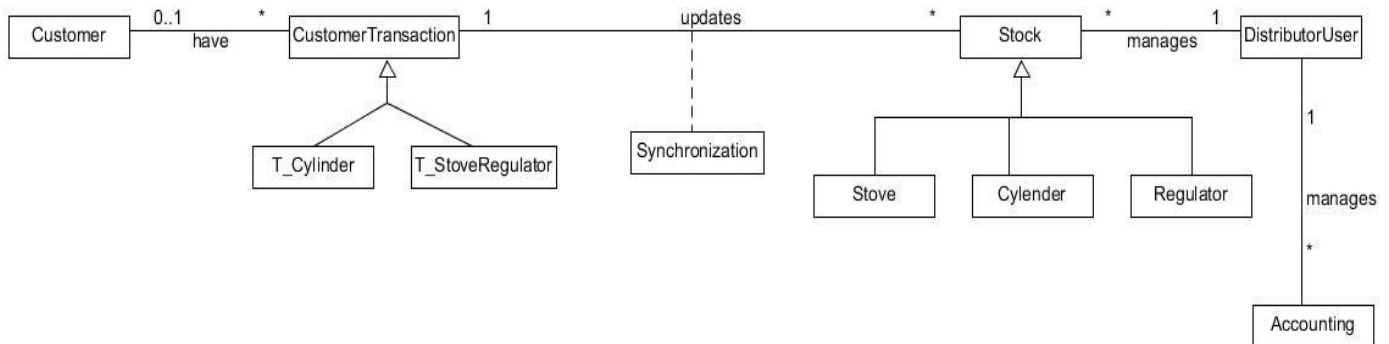 0..1 * 1 updates * * 1
Customer CustomerTransaction Stock DistributorUser
have manages
1
Synchronization
T_Cylinder T_StoveRegulator
Stove Cylender Regulator
manages
*
Accounting